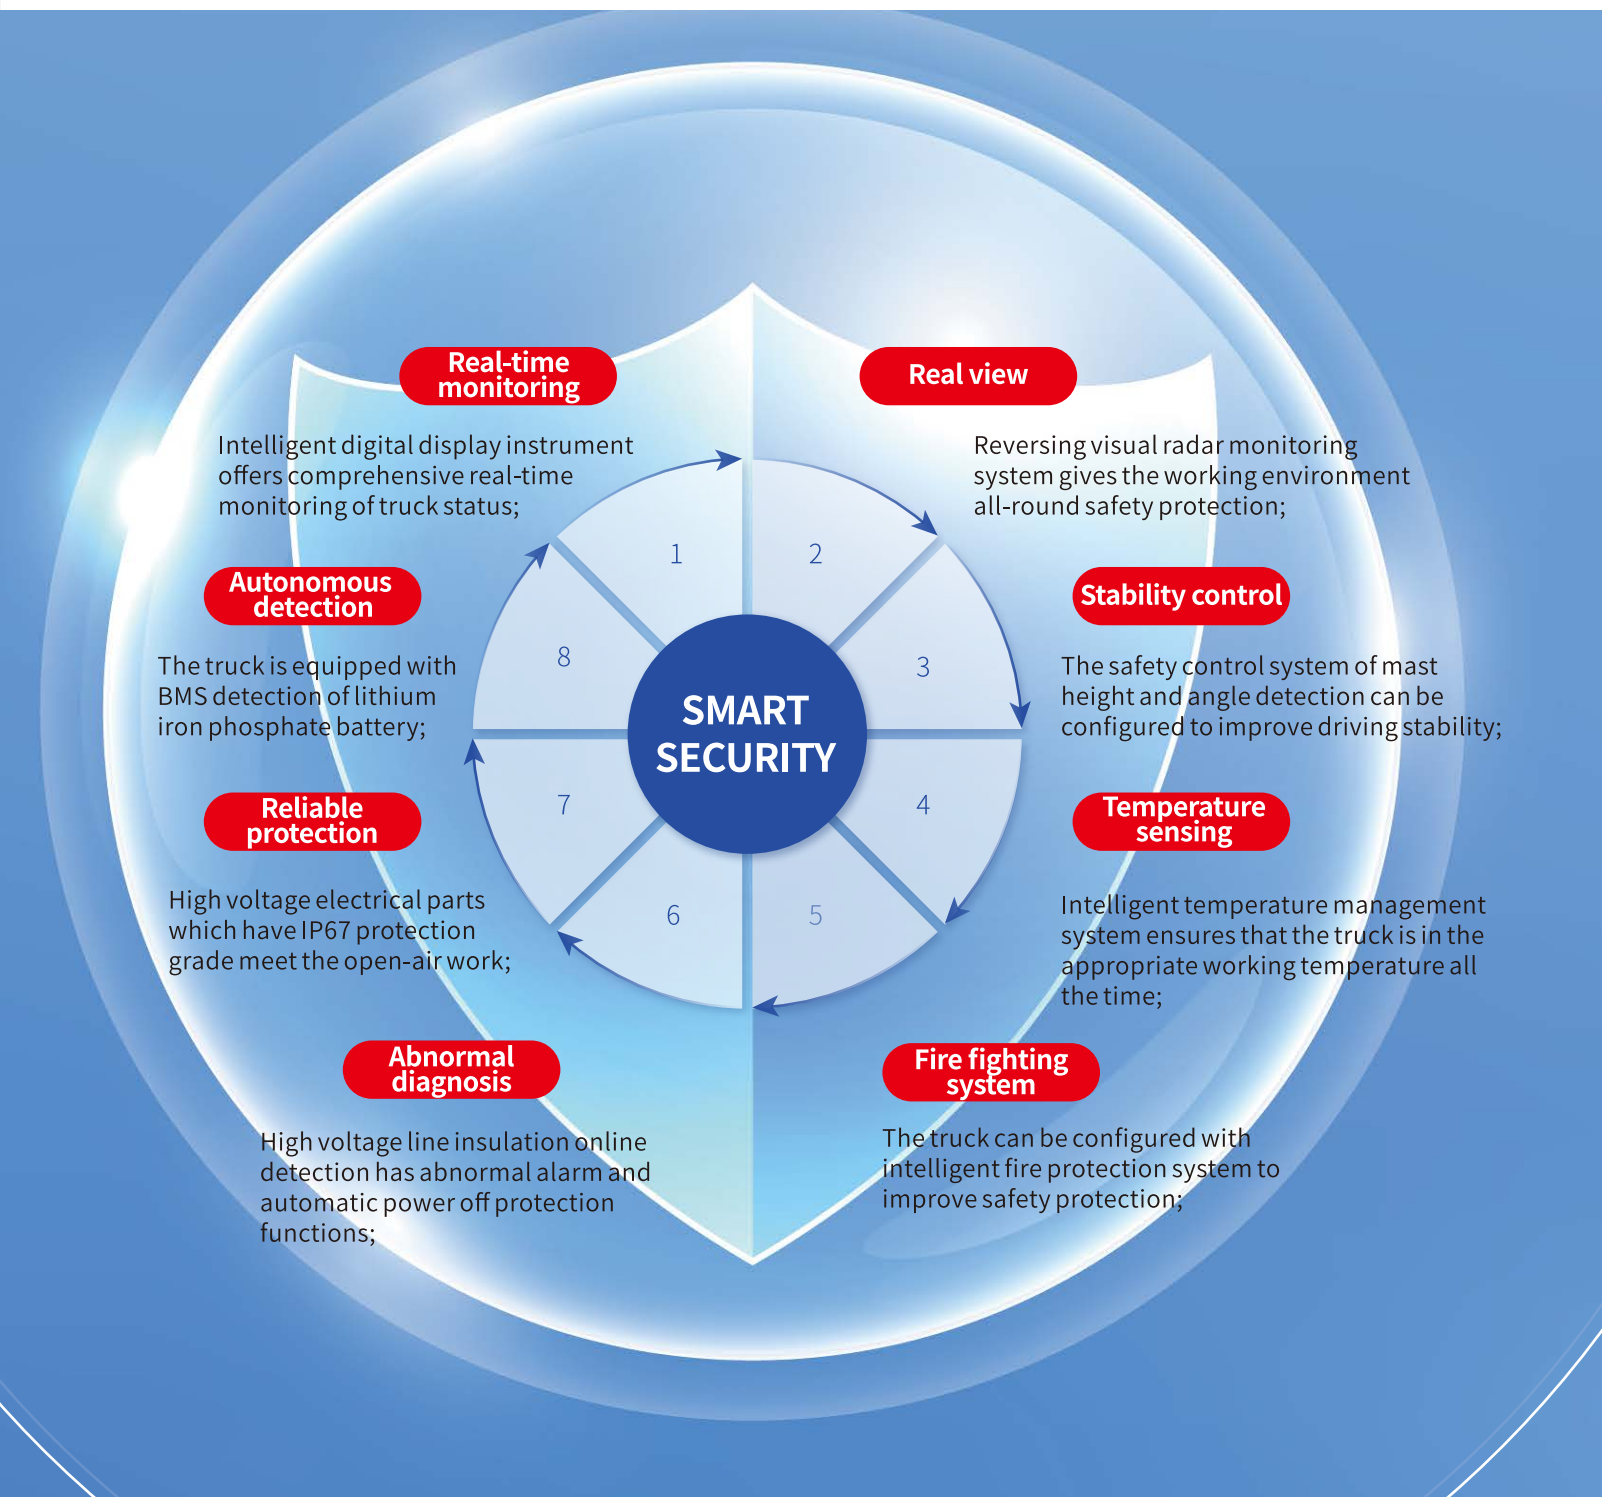 Real-time
monitoring
Intelligent digital display instrument
offers comprehensive real-time
monitoring of truck status;
Real view
Reversing visual radar monitoring
system gives the working environment
all-round safety protection;
Autonomous
detection
The truck is equipped with
BMS detection of lithium
iron phosphate battery;
Stability control
The safety control system of mast
height and angle detection can be
configured to improve driving stability;
1
2
3
4
5
6
7
8
SMART
SECURITY
Reliable
protection
High voltage electrical parts
which have IP67 protection
grade meet the open-air work;
Temperature
sensing
Intelligent temperature management
system ensures that the truck is in the
appropriate working temperature all
the time;
Abnormal
diagnosis
High voltage line insulation online
detection has abnormal alarm and
automatic power off protection
functions;
Fire fighting
system
The truck can be configured with
intelligent fire protection system to
improve safety protection;